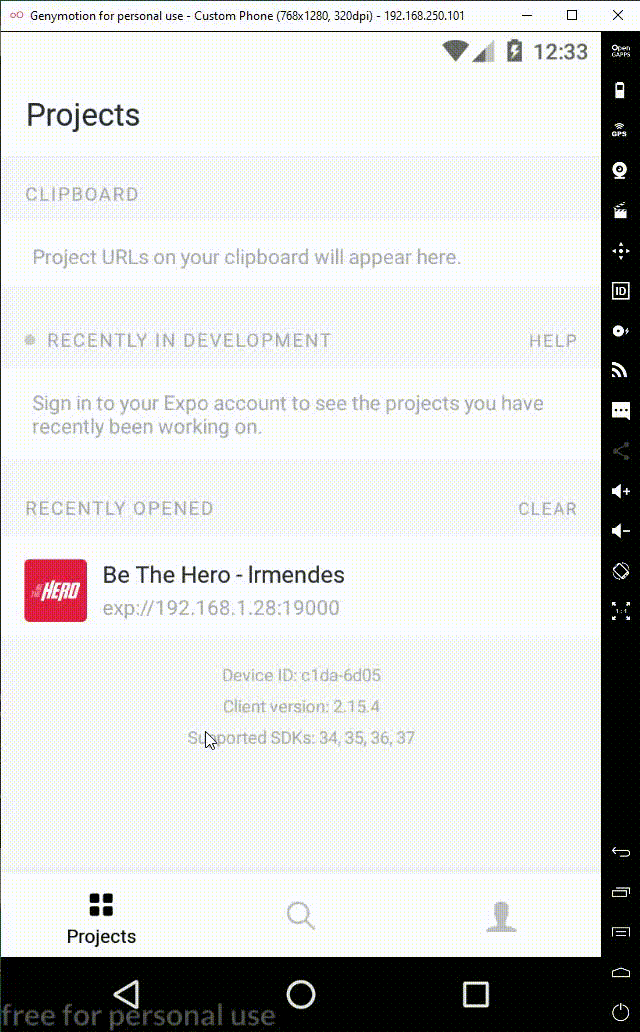 Genymotion for personal use - Custom Phone (768x1280, 320dpi) - 192.168.250.101
12:33
Open
GAPPS
Projects
GPS
CLIPBOARD
Project URLs on your clipboard will appear here.
ID
RECENTLY IN DEVELOPMENT
HELP
Sign in to your Expo account to see the projects you have
recently been working on.
RECENTLY OPENED
CLEAR
BE THE HERO
Be The Hero - lrmendes
exp://192.168.1.28:19000
1:1
Device ID: c1da-6d05
Client version: 2.15.4
Supported SDKs: 34, 35, 36, 37
Projects
free for personal use